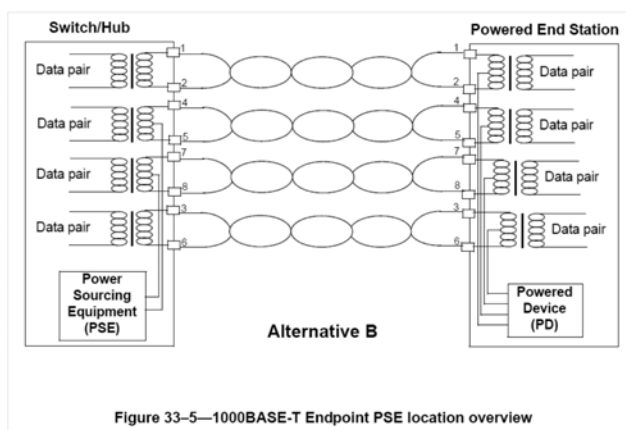 Switch/Hub
Powered End Station
Data pair
1
2
1
2
Data pair
Data pair
4
5
4
5
Data pair
Data pair
7
8
7
8
Data pair
Data pair
3
6
3
6
Data pair
Power
Sourcing
Equipment
(PSE)
Alternative B
Powered
Device
(PD)
Figure 33–5—1000BASE-T Endpoint PSE location overview